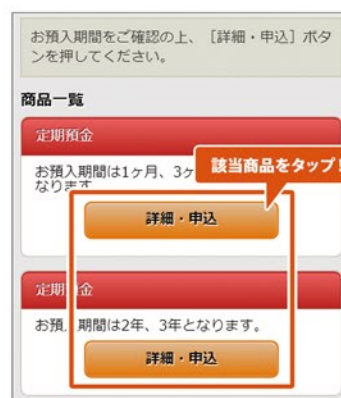 お預入期間をご確認の上、[詳細・申込] ボタ
ンを押してください。
商品一覧
定期預金
お預入期間は1ヶ月、3ヶ
なります
該当商品をタップ!
詳細・申込
定期 金
お預 期間は2年、3年となります。
詳細・申込